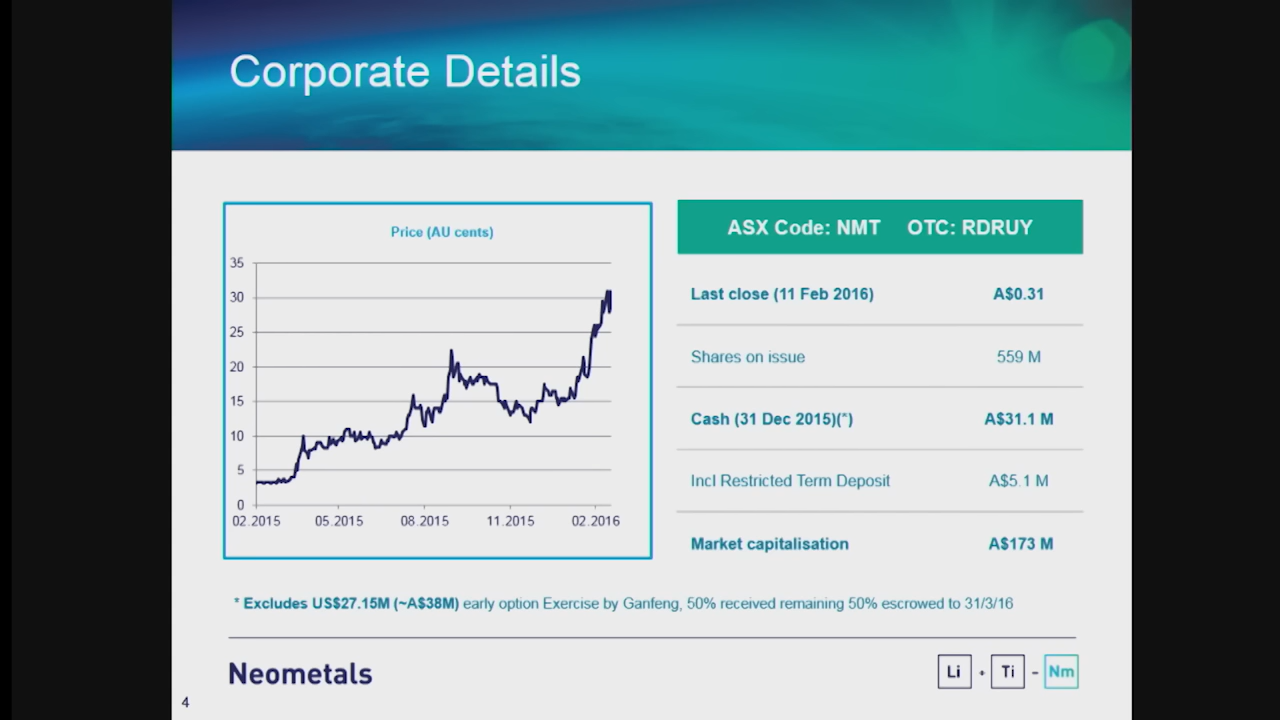 Corporate Details
Price (AU cents)
35
30
25
20
15
10
5
0
02.2015 05.2015 08.2015 11.2015 02.2016
ASX Code: NMT OTC: RDRUY
Last close (11 Feb 2016) A$0.31
Shares on issue 559 M
Cash (31 Dec 2015)(*) A$31.1 M
Incl Restricted Term Deposit A$5.1 M
Market capitalisation A$173 M
* Excludes US$27.15M (~A$38M) early option Exercise by Ganfeng, 50% received remaining 50% escrowed to 31/3/16
Neometals
Li + Ti = Nm
4